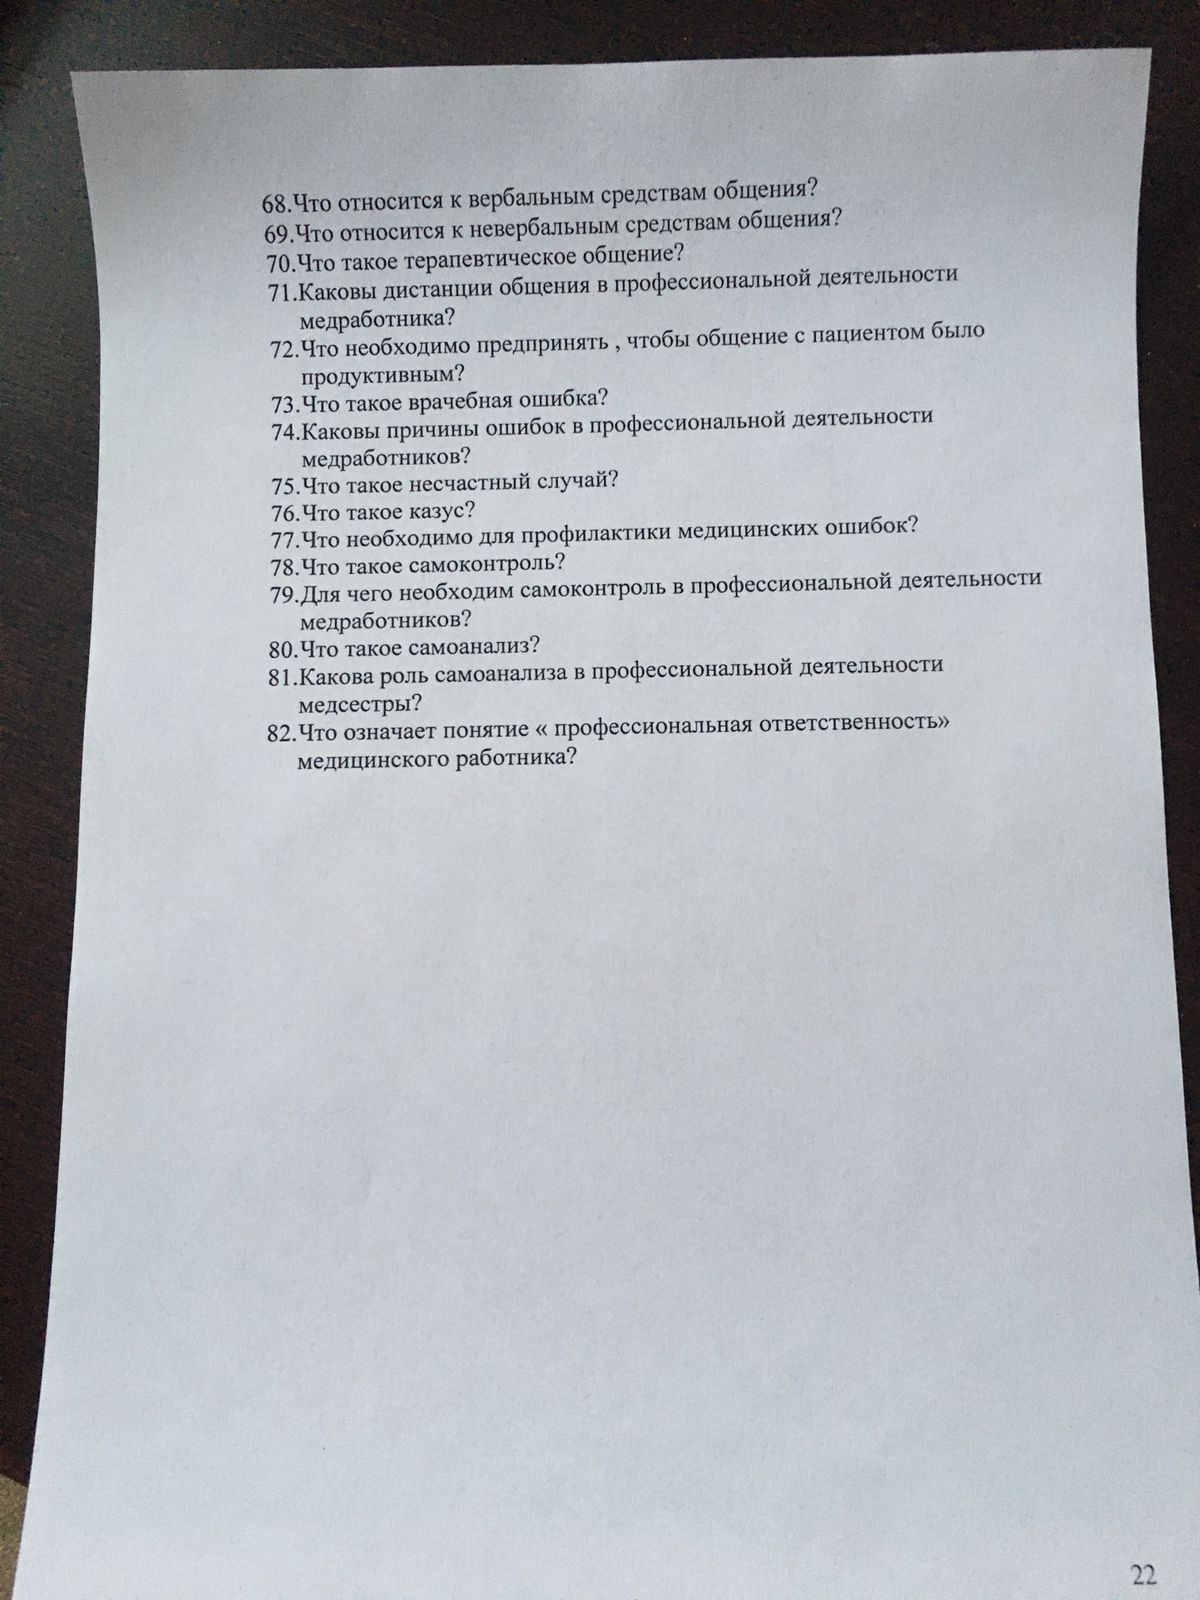 68.Что относится к вербальным средствам общения?
69.Что относится к невербальным средствам общения?
70.Что такое терапевтическое общение?
71.Каковы дистанции общения в профессиональной деятельности
медработника?
72.Что необходимо предпринять , чтобы общение с пациентом было
продуктивным?
73.Что такое врачебная ошибка?
74.Каковы причины ошибок в профессиональной деятельности
медработников?
75.Что такое несчастный случай?
76.Что такое казус?
77.Что необходимо для профилактики медицинских ошибок?
78.Что такое самоконтроль?
79.Для чего необходим самоконтроль в профессиональной деятельности
медработников?
80.Что такое самоанализ?
81.Какова роль самоанализа в профессиональной деятельности
медсестры?
82.Что означает понятие « профессиональная ответственность»
медицинского работника?
22